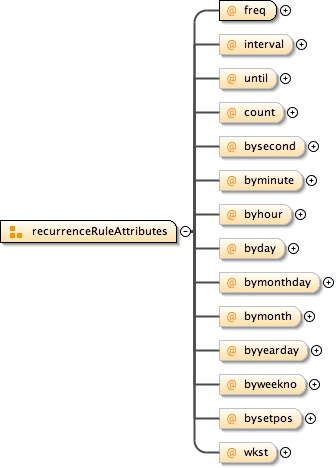 @ freq
@ interval
@ until
@ count
@ bysecond
@ byminute
@ byhour
recurrenceRuleAttributes
@ byday
@ bymonthday
@ bymonth
@ byyearday
@ byweekno
@ bysetpos
@ wkst